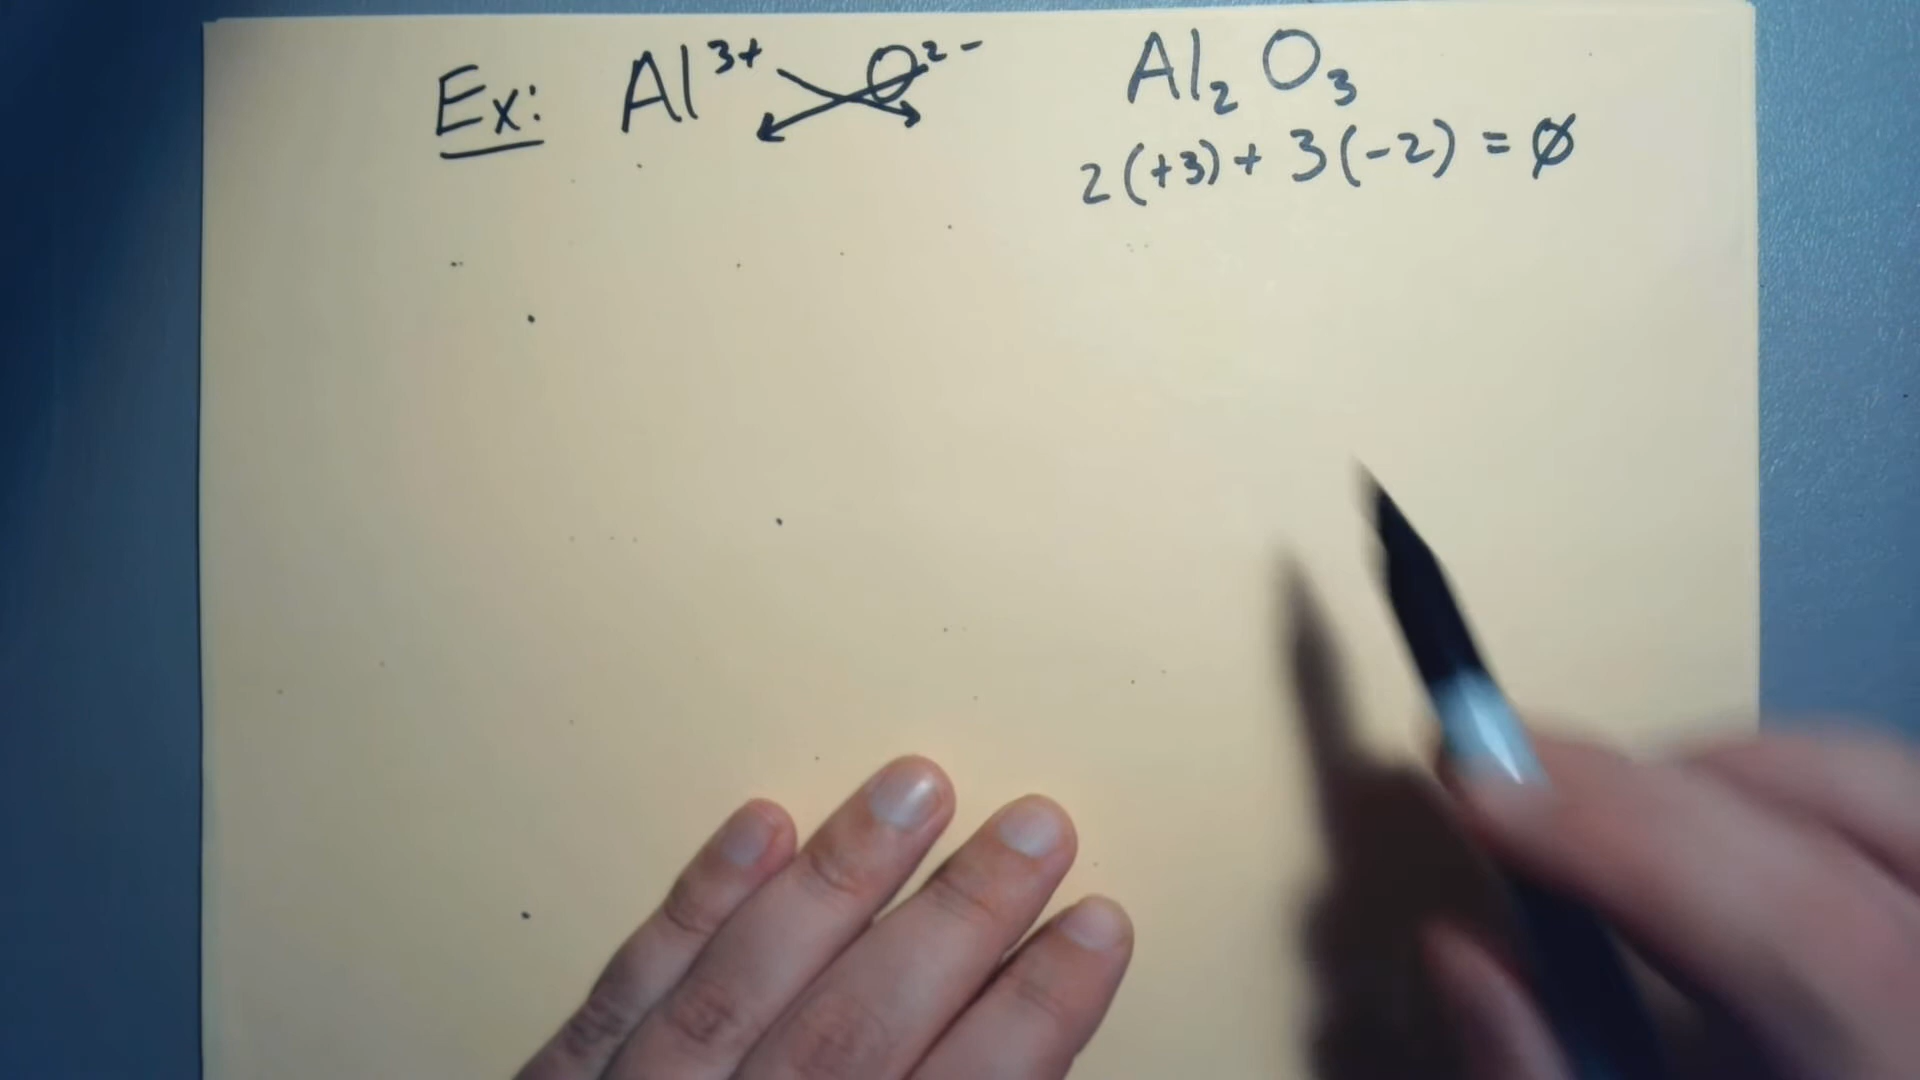 Ex: Al³⁺ O²⁻ Al₂O₃
2(+3) + 3(-2) = ∅